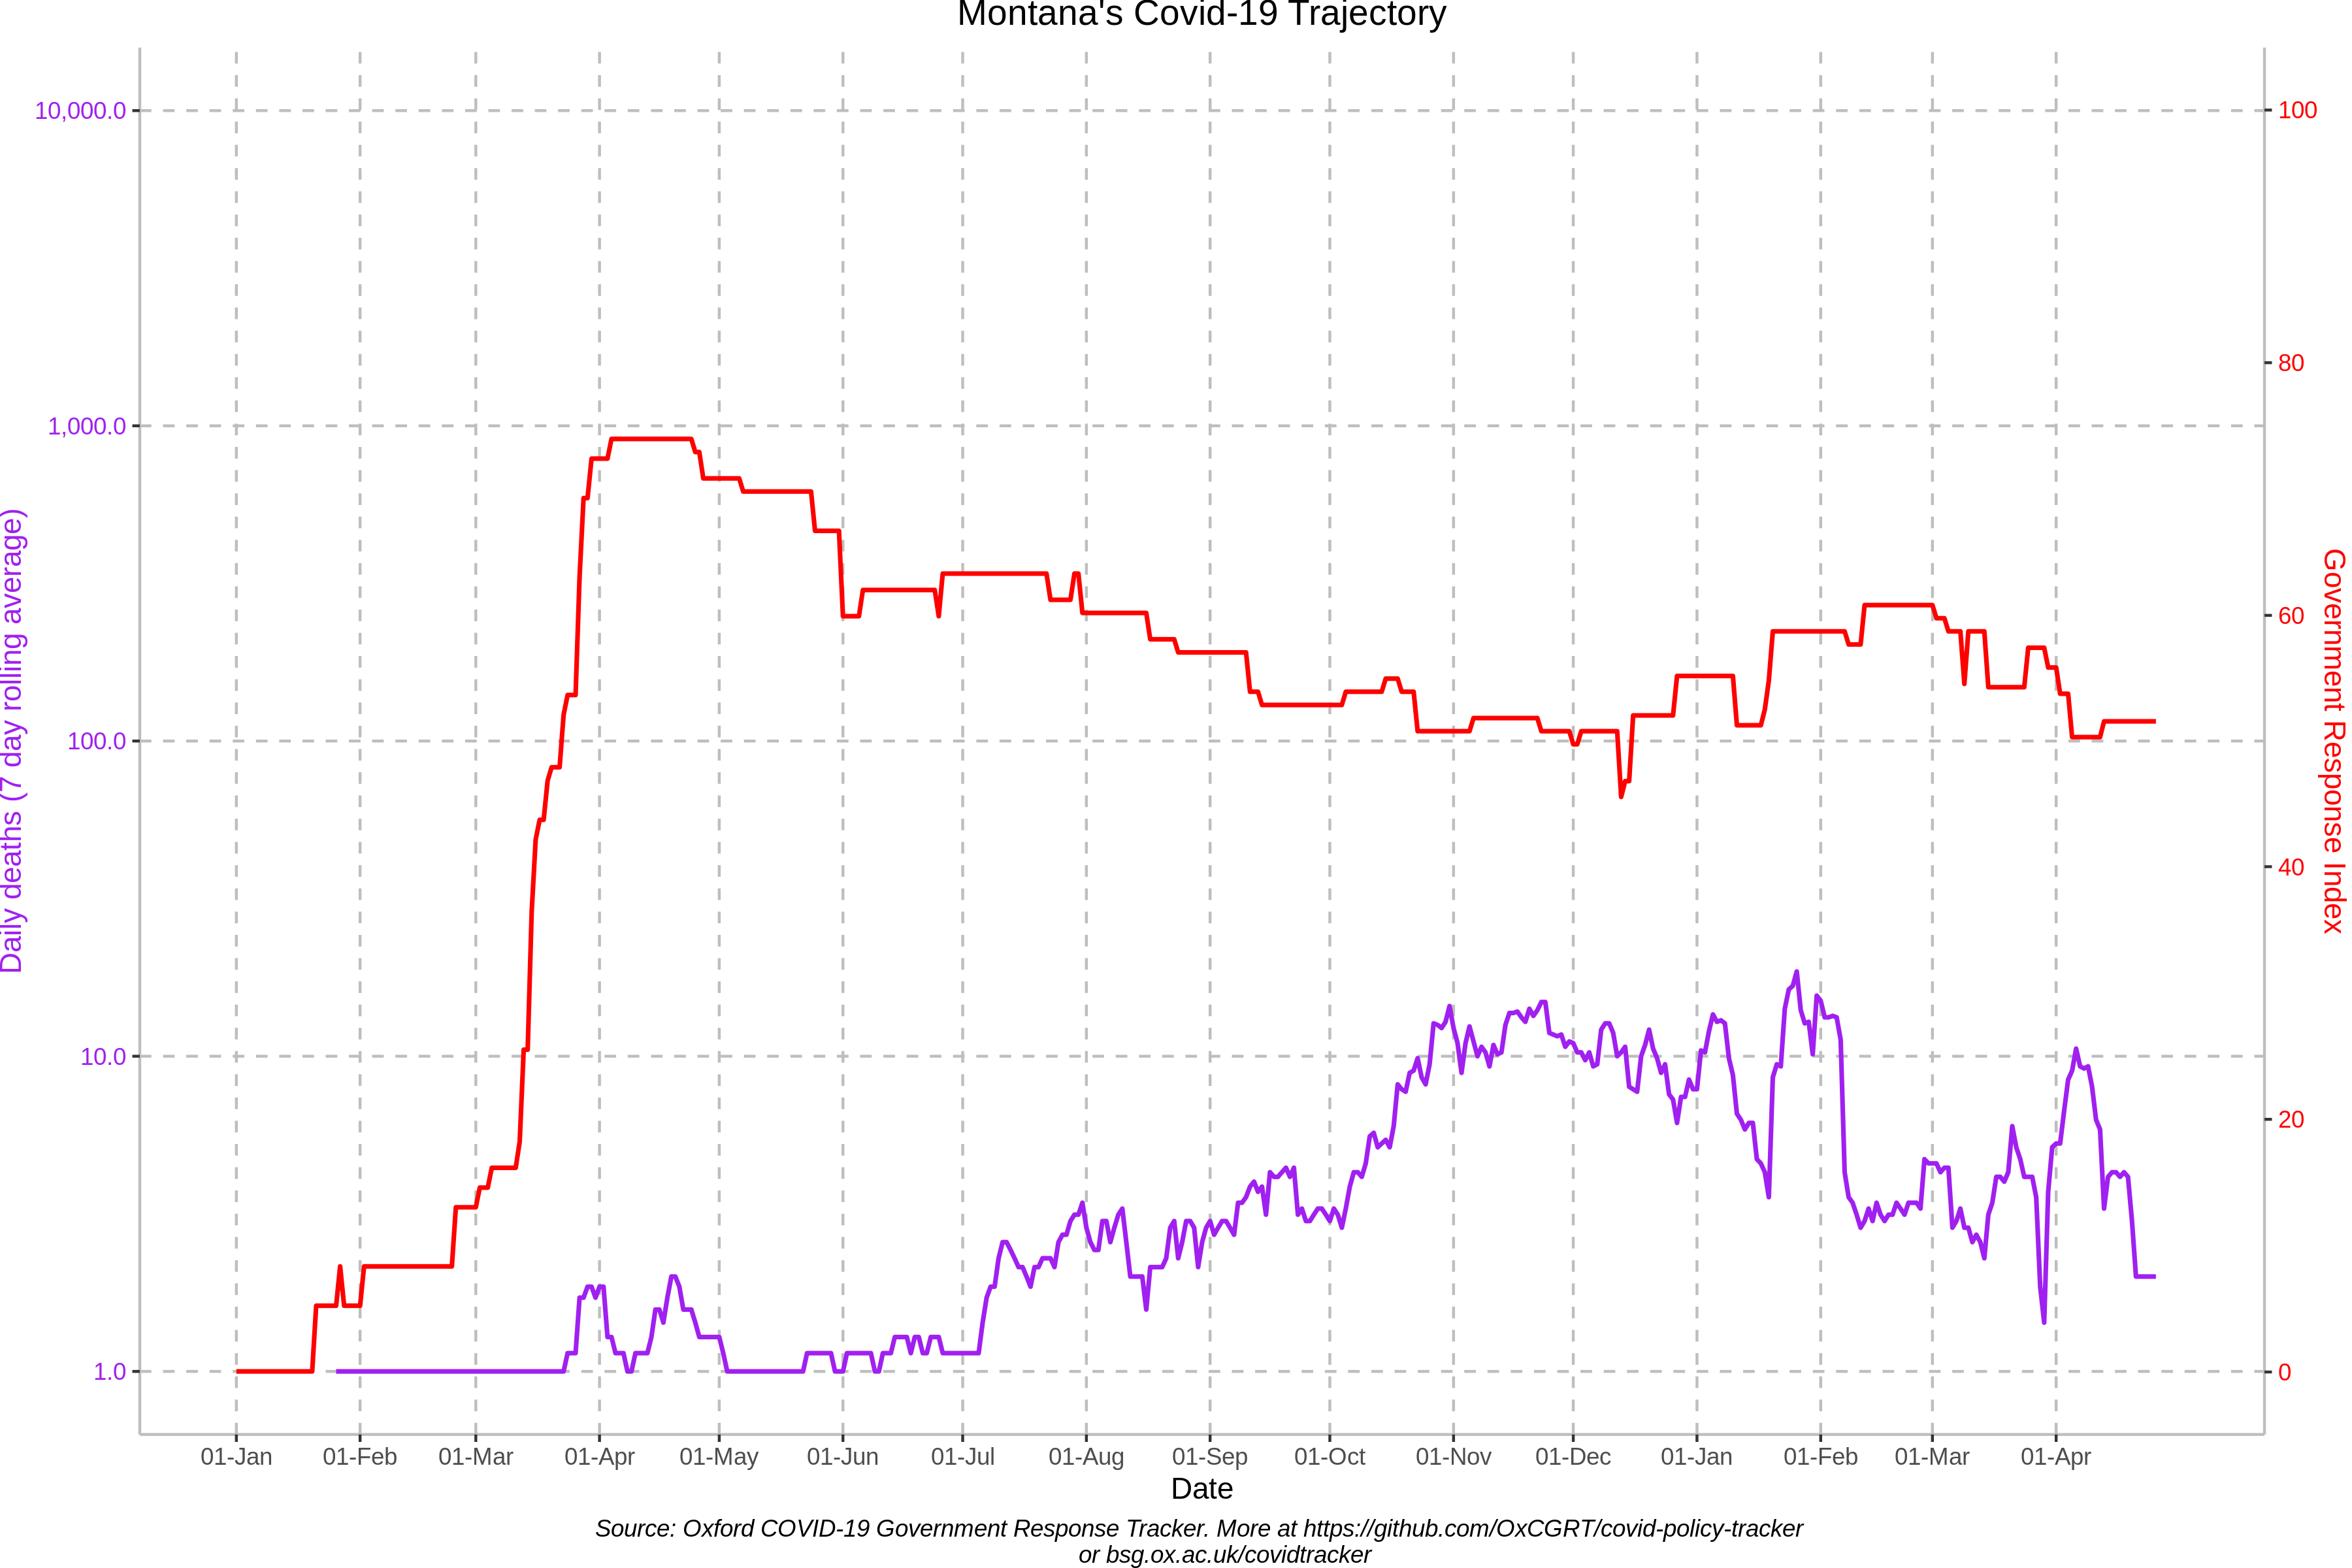 Montana's Covid-19 Trajectory
10,000.0
1,000.0
100.0
10.0
1.0
Daily deaths (7 day rolling average)
100
80
60
40
20
0
Government Response Index
01-Jan 01-Feb 01-Mar 01-Apr 01-May 01-Jun 01-Jul 01-Aug 01-Sep 01-Oct 01-Nov 01-Dec 01-Jan 01-Feb 01-Mar 01-Apr
Date
Source: Oxford COVID-19 Government Response Tracker. More at https://github.com/OxCGRT/covid-policy-tracker
or bsg.ox.ac.uk/covidtracker